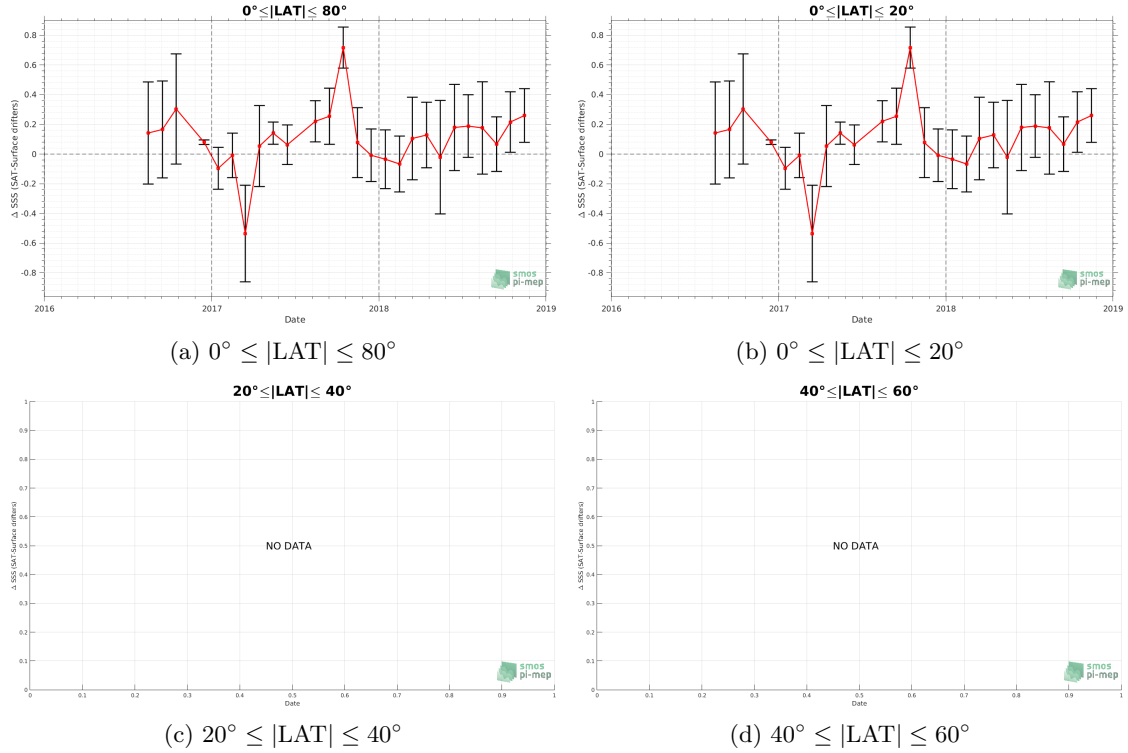 0°≤|LAT|≤ 80°
Δ SSS (SAT-Surface drifters)
0.8
0.6
0.4
0.2
0
-0.2
-0.4
-0.6
-0.8
smos
pi-mep
2016 2017 2018 2019
Date
(a) 0° ≤ |LAT| ≤ 80°
0°≤|LAT|≤ 20°
Δ SSS (SAT-Surface drifters)
0.8
0.6
0.4
0.2
0
-0.2
-0.4
-0.6
-0.8
smos
pi-mep
2016 2017 2018 2019
Date
(b) 0° ≤ |LAT| ≤ 20°
20°≤|LAT|≤ 40°
Δ SSS (SAT-Surface drifters)
1
0.9
0.8
0.7
0.6
0.5
0.4
0.3
0.2
0.1
0
NO DATA
smos
pi-mep
0 0.1 0.2 0.3 0.4 0.5 0.6 0.7 0.8 0.9 1
Date
(c) 20° ≤ |LAT| ≤ 40°
40°≤|LAT|≤ 60°
Δ SSS (SAT-Surface drifters)
1
0.9
0.8
0.7
0.6
0.5
0.4
0.3
0.2
0.1
0
NO DATA
smos
pi-mep
0 0.1 0.2 0.3 0.4 0.5 0.6 0.7 0.8 0.9 1
Date
(d) 40° ≤ |LAT| ≤ 60°